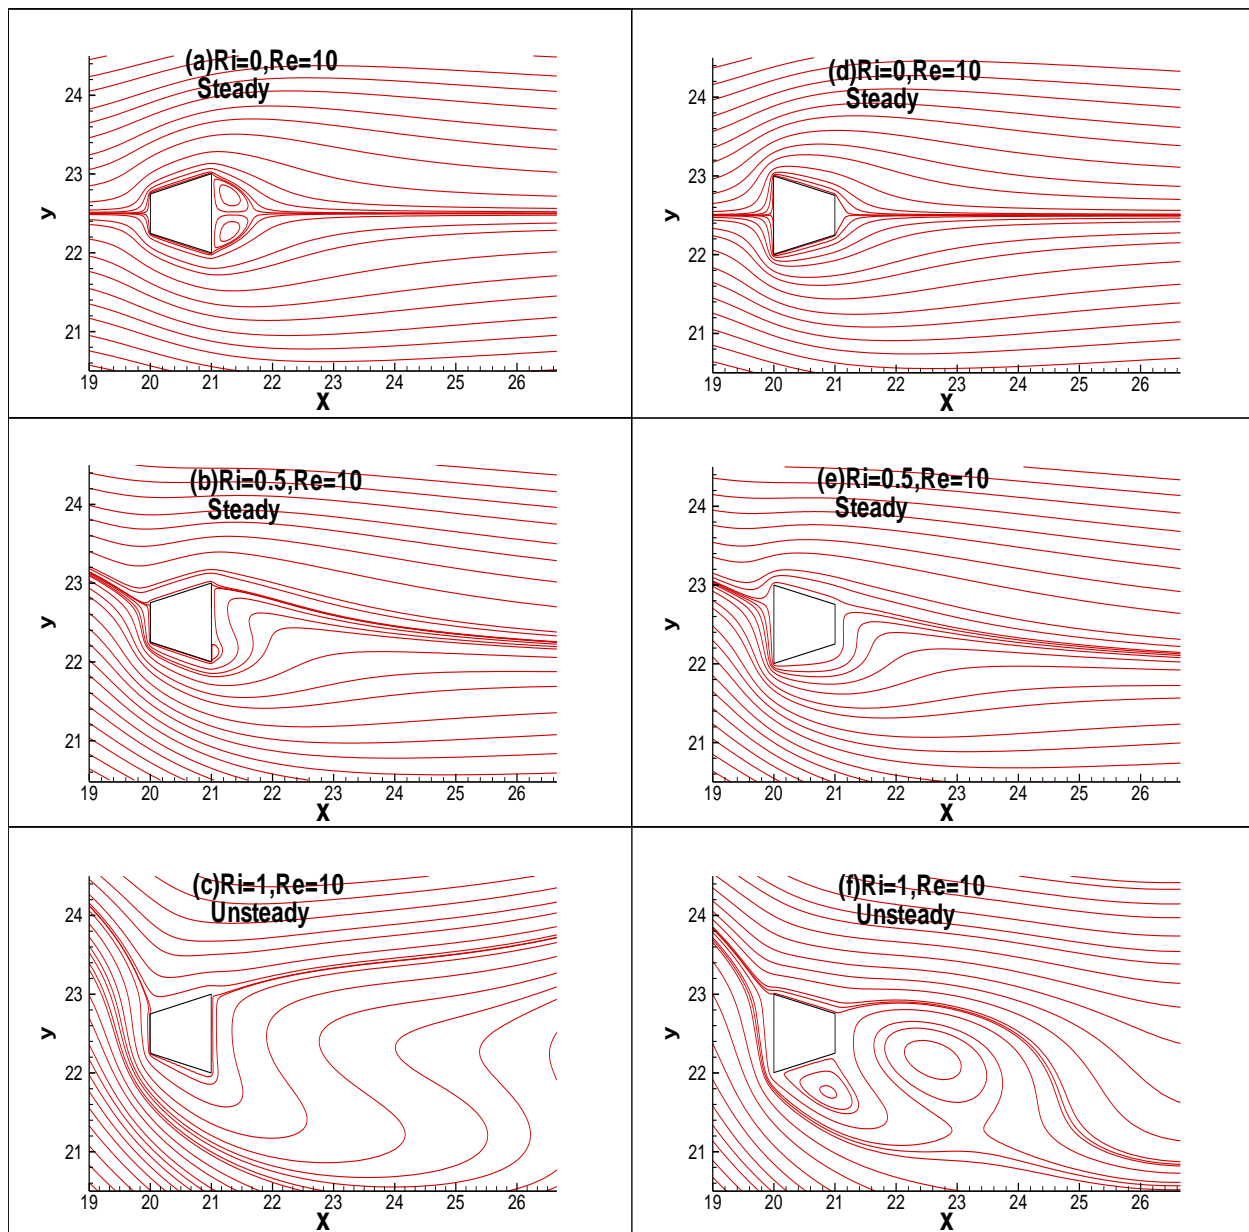 (a)Ri=0,Re=10
Steady
24
23
22
21
y
19 20 21 22 23 24 25 26
X
(d)Ri=0,Re=10
Steady
24
23
22
21
y
19 20 21 22 23 24 25 26
X
(b)Ri=0.5,Re=10
Steady
24
23
22
21
y
19 20 21 22 23 24 25 26
X
(e)Ri=0.5,Re=10
Steady
24
23
22
21
y
19 20 21 22 23 24 25 26
X
(c)Ri=1,Re=10
Unsteady
24
23
22
21
y
19 20 21 22 23 24 25 26
X
(f)Ri=1,Re=10
Unsteady
24
23
22
21
y
19 20 21 22 23 24 25 26
X